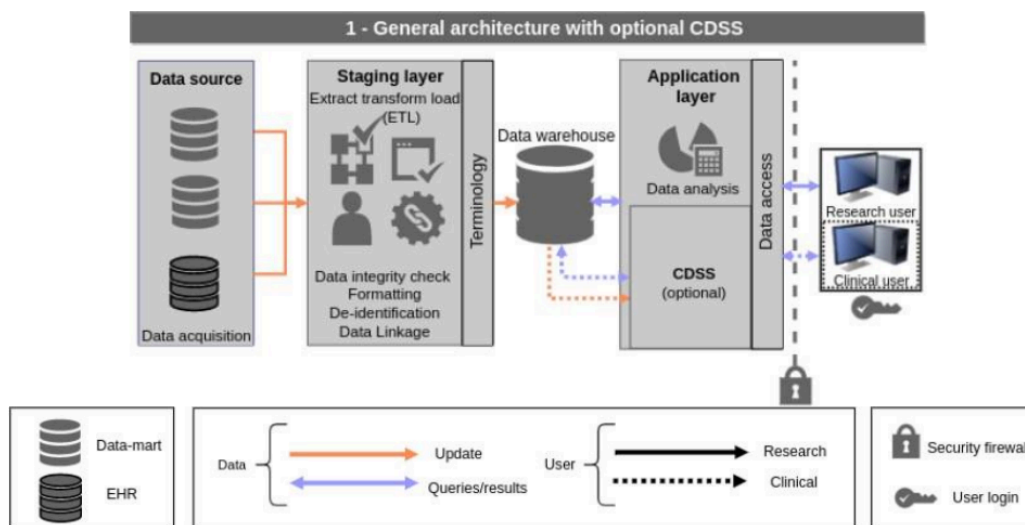 1 - General architecture with optional CDSS
Data source
Data acquisition
Staging layer
Extract transform load
(ETL)
Data integrity check
Formatting
De-identification
Data Linkage
Terminology
Data warehouse
Application
layer
Data analysis
CDSS
(optional)
Data access
Research user
Clinical user
Data-mart
EHR
Data
Update
Queries/results
User
Research
Clinical
Security firewall
User login